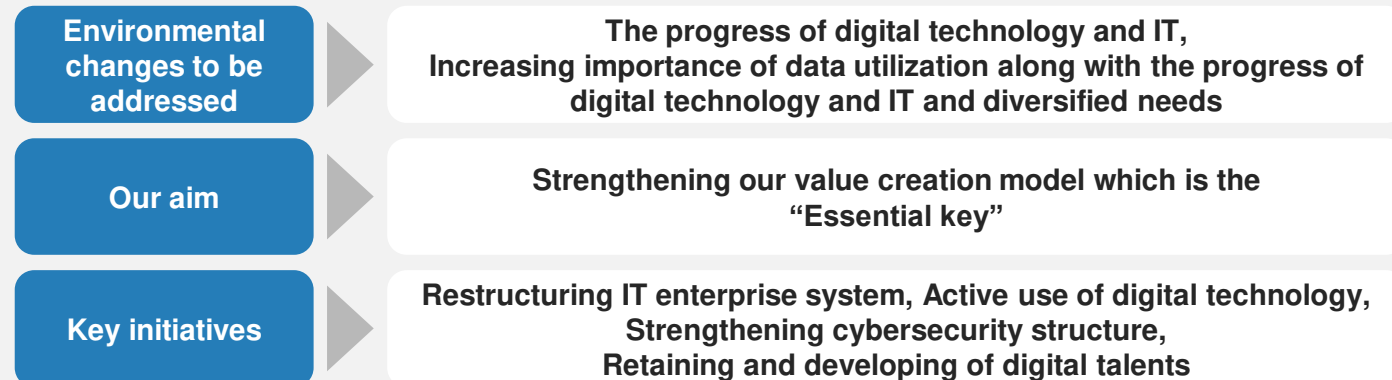 Environmental
changes to be
addressed
The progress of digital technology and IT,
Increasing importance of data utilization along with the progress of
digital technology and IT and diversified needs
Our aim
Strengthening our value creation model which is the
“Essential key”
Key initiatives
Restructuring IT enterprise system, Active use of digital technology,
Strengthening cybersecurity structure,
Retaining and developing of digital talents